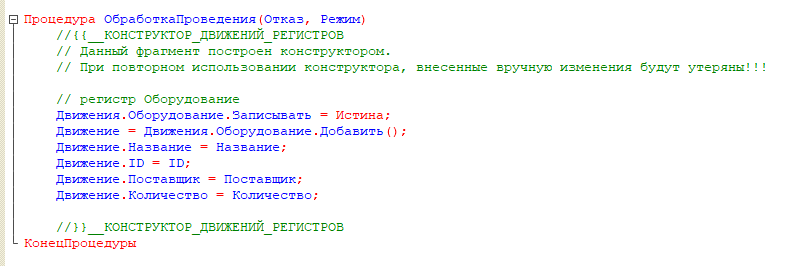 Процедура ОбработкаПроведения(Отказ, Режим)
//{{__КОНСТРУКТОР_ДВИЖЕНИЙ_РЕГИСТРОВ
// Данный фрагмент построен конструктором.
// При повторном использовании конструктора, внесенные вручную изменения будут утеряны!!!
// регистр Оборудование
Движения.Оборудование.Записывать = Истина;
Движение = Движения.Оборудование.Добавить();
Движение.Название = Название;
Движение.ID = ID;
Движение.Поставщик = Поставщик;
Движение.Количество = Количество;
//}}__КОНСТРУКТОР_ДВИЖЕНИЙ_РЕГИСТРОВ
КонецПроцедуры